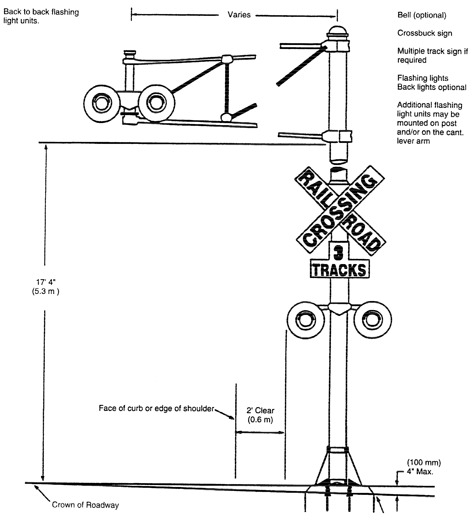 Back to back flashing
light units.
Varies
Bell (optional)
Crossbuck sign
Multiple track sign if
required
Flashing lights
Back lights optional
Additional flashing
light units may be
mounted on post
and/or on the cant.
lever arm
RAIL ROAD
CROSSING
3
TRACKS
17' 4"
(5.3 m )
Face of curb or edge of shoulder
2' Clear
(0.6 m)
(100 mm)
4" Max.
Crown of Roadway